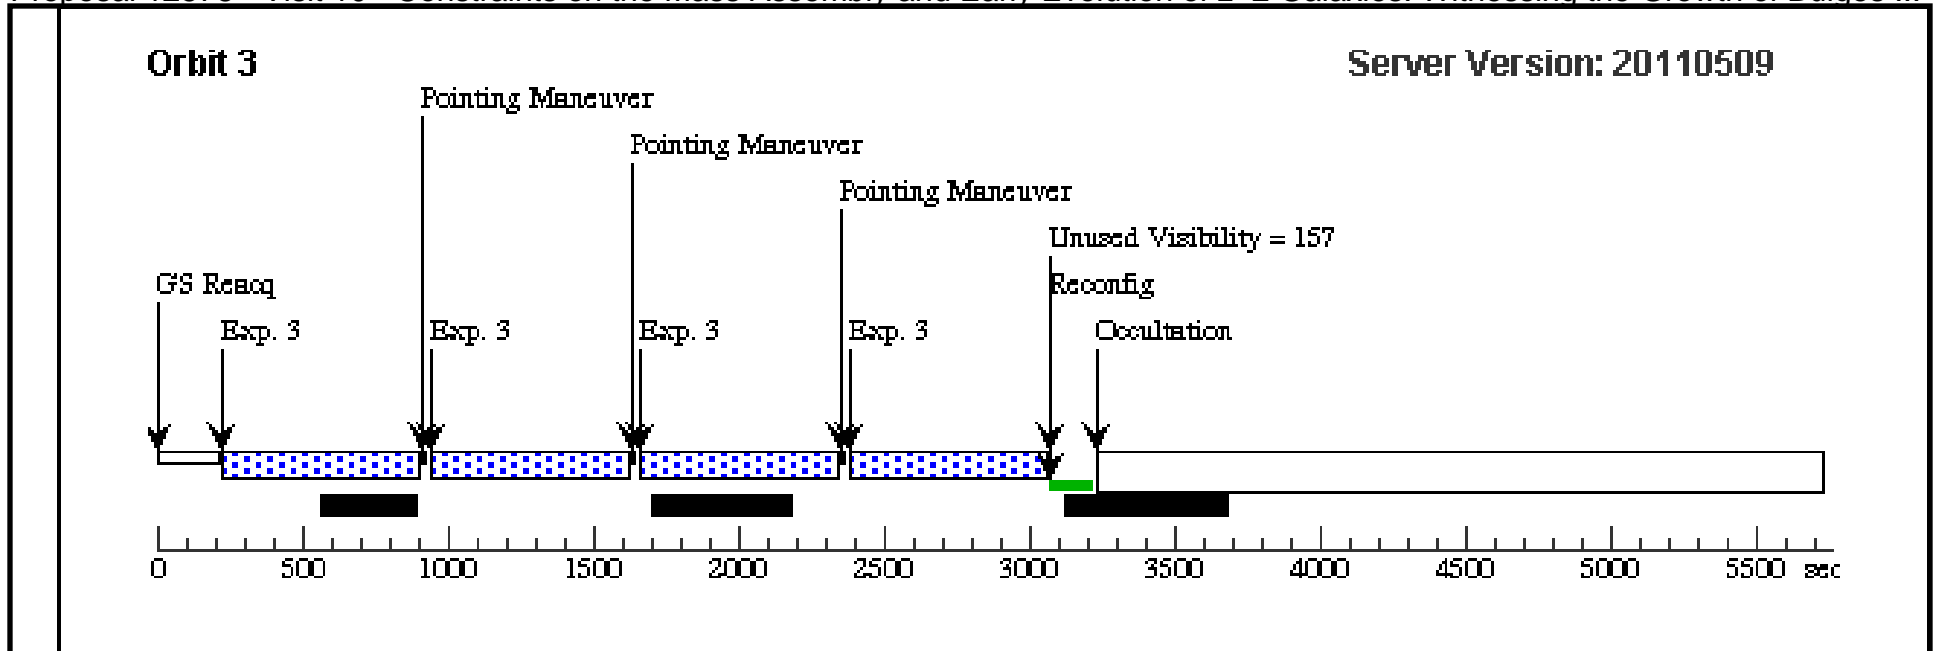 Orbit 3
Server Version: 20110509
Pointing Maneuver
Pointing Maneuver
Pointing Maneuver
Unused Visibility = 157
GS Reacq
Reconfig
Exp. 3
Exp. 3
Exp. 3
Exp. 3
Occultation
0 500 1000 1500 2000 2500 3000 3500 4000 4500 5000 5500 sec